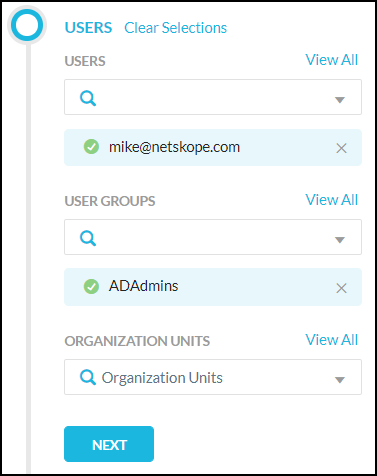 USERS Clear Selections
USERS View All
mike@netskope.com
USER GROUPS View All
ADAdmins
ORGANIZATION UNITS View All
Organization Units
NEXT